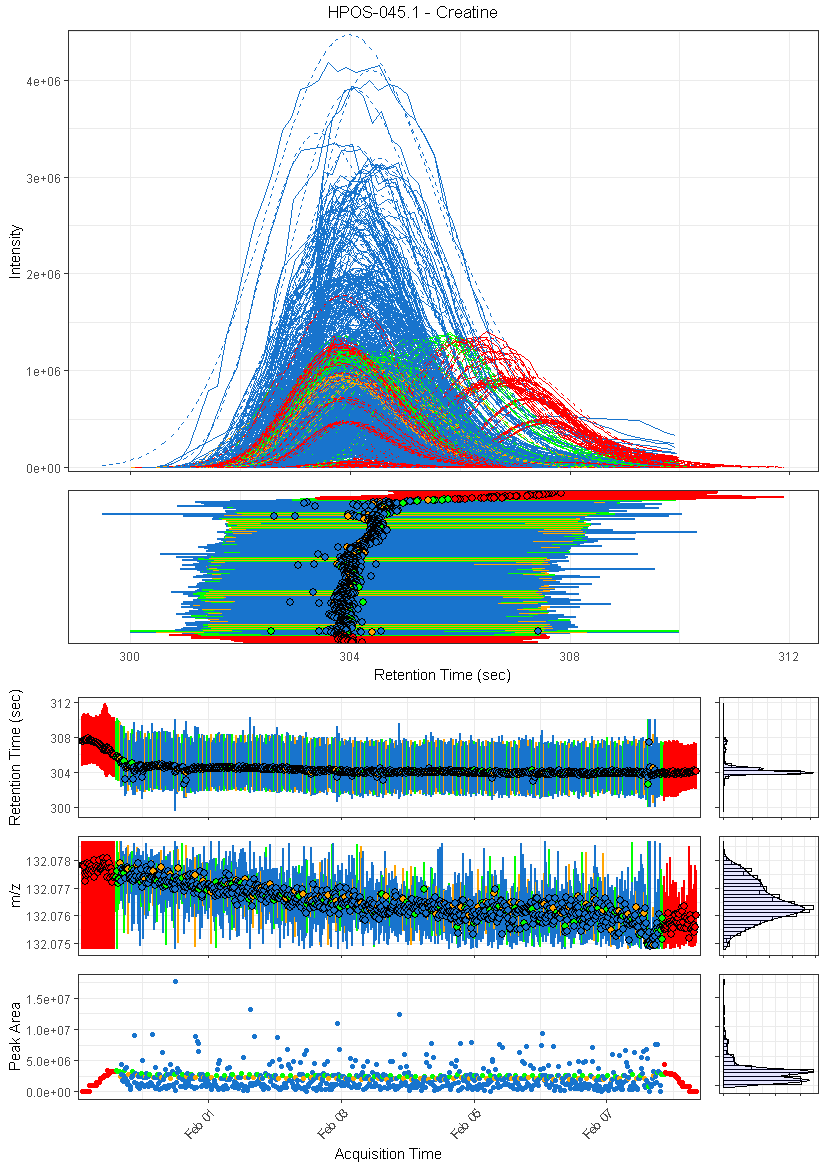 HPOS-045.1 - Creatine
Intensity
4e+06
3e+06
2e+06
1e+06
0e+00
300 304 308 312
Retention Time (sec)
Retention Time (sec)
312
308
304
300
m/z
132.078
132.077
132.076
132.075
Peak Area
1.5e+07
1.0e+07
5.0e+06
0.0e+00
Feb 01 Feb 03 Feb 05 Feb 07
Acquisition Time